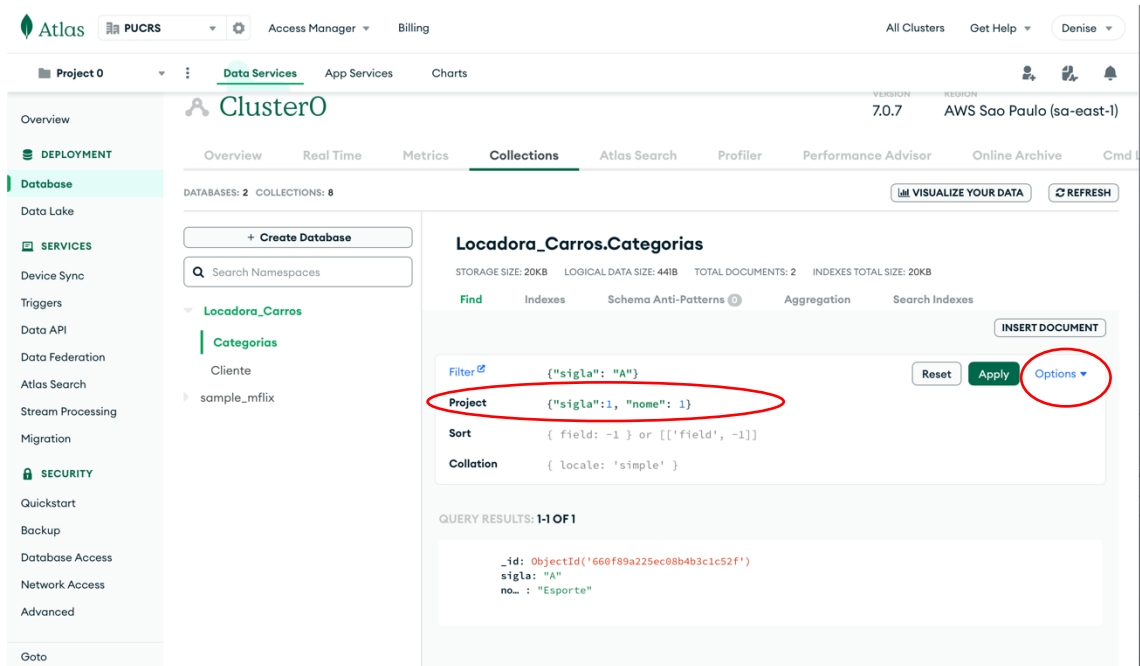 Atlas PUCRS Access Manager Billing All Clusters Get Help Denise
Project 0 Data Services App Services Charts
Overview
DEPLOYMENT
Database
Data Lake
SERVICES
Device Sync
Triggers
Data API
Data Federation
Atlas Search
Stream Processing
Migration
SECURITY
Quickstart
Backup
Database Access
Network Access
Advanced
Goto
Cluster0
VERSION REGION
7.0.7 AWS Sao Paulo (sa-east-1)
Overview Real Time Metrics Collections Atlas Search Profiler Performance Advisor Online Archive Cmd
DATABASES: 2 COLLECTIONS: 8 VISUALIZE YOUR DATA REFRESH
+ Create Database
Search Namespaces
Locadora_Carros
Categorias
Cliente
sample_mflix
Locadora_Carros.Categorias
STORAGE SIZE: 20KB LOGICAL DATA SIZE: 441B TOTAL DOCUMENTS: 2 INDEXES TOTAL SIZE: 20KB
Find Indexes Schema Anti-Patterns 0 Aggregation Search Indexes
INSERT DOCUMENT
Filter {"sigla": "A"} Reset Apply Options
Project {"sigla":1, "nome": 1}
Sort { field: -1 } or [['field', -1]]
Collation { locale: 'simple' }
QUERY RESULTS: 1-1 OF 1
_id: ObjectId('660f89a225ec08b4b3c1c52f')
sigla: "A"
no… : "Esporte"